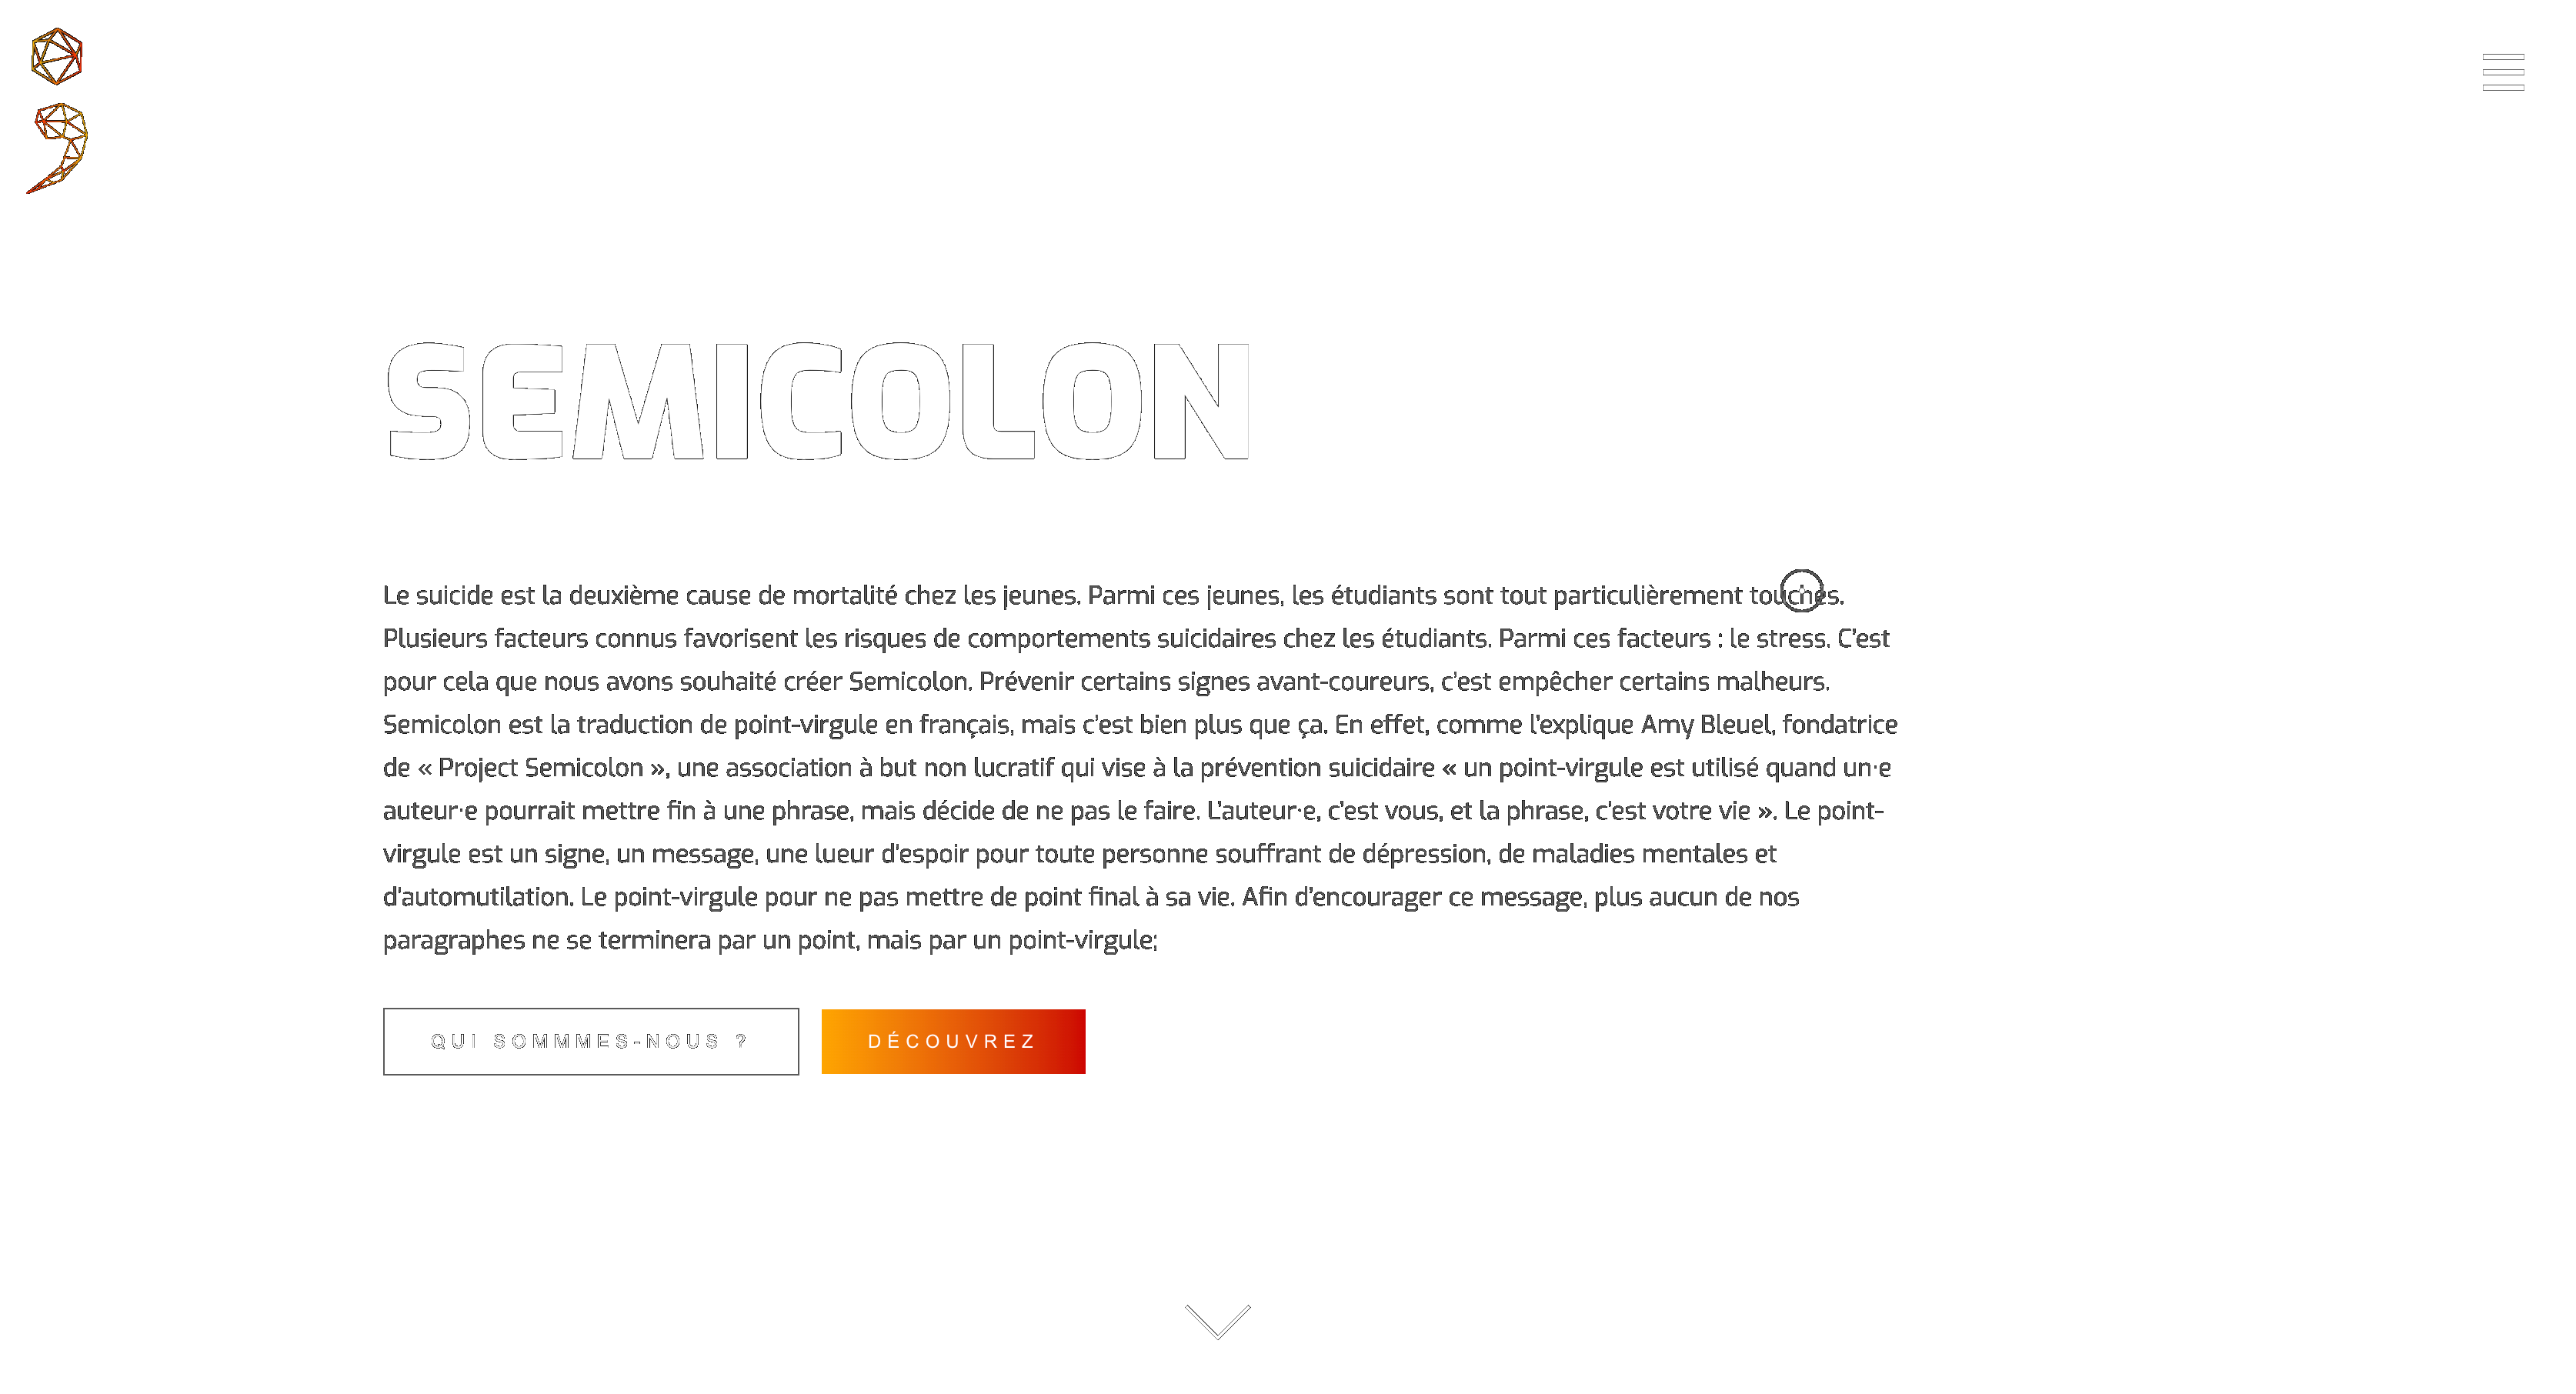 SEMICOLON
Le suicide est la deuxième cause de mortalité chez les jeunes. Parmi ces jeunes, les étudiants sont tout particulièrement touchés.
Plusieurs facteurs connus favorisent les risques de comportements suicidaires chez les étudiants. Parmi ces facteurs : le stress. C'est
pour cela que nous avons souhaité créer Semicolon. Prévenir certains signes avant-coureurs, c'est empêcher certains malheurs.
Semicolon est la traduction de point-virgule en français, mais c'est bien plus que ça. En effet, comme l'explique Amy Bleuel, fondatrice
de « Project Semicolon », une association à but non lucratif qui vise à la prévention suicidaire « un point-virgule est utilisé quand un·e
auteur·e pourrait mettre fin à une phrase, mais décide de ne pas le faire. L'auteur·e, c'est vous, et la phrase, c'est votre vie ». Le point-
virgule est un signe, un message, une lueur d'espoir pour toute personne souffrant de dépression, de maladies mentales et
d'automutilation. Le point-virgule pour ne pas mettre de point final à sa vie. Afin d'encourager ce message, plus aucun de nos
paragraphes ne se terminera par un point, mais par un point-virgule;
QUI SOMMMES-NOUS ?
DÉCOUVREZ